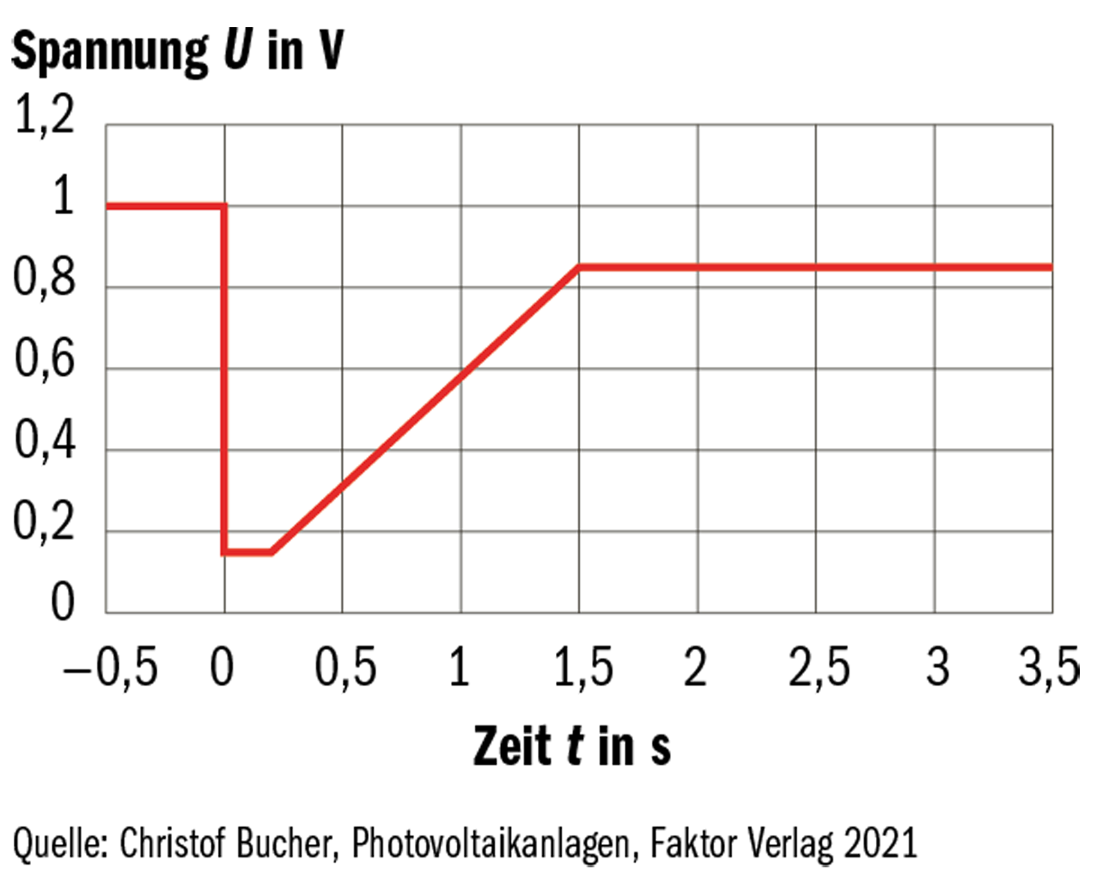 Spannung U in V
1,2
1
0,8
0,6
0,4
0,2
0
–0,5 0 0,5 1 1,5 2 2,5 3 3,5
Zeit t in s
Quelle: Christof Bucher, Photovoltaikanlagen, Faktor Verlag 2021